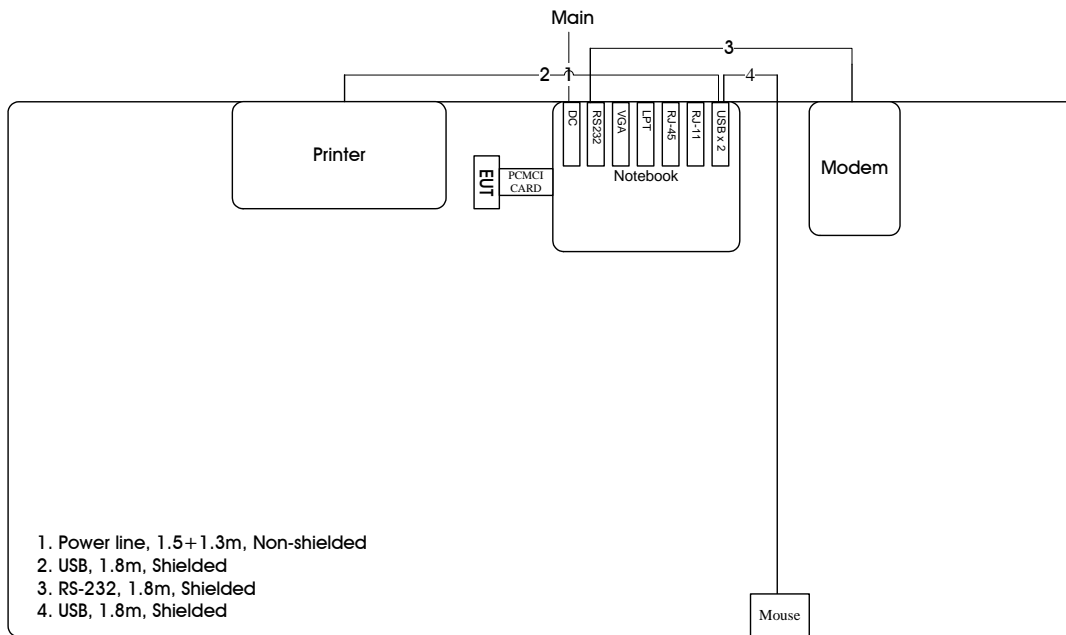 Main
3
2
1
4
DC
RS232
VGA
LPT
RJ-45
RJ-11
USB x 2
Printer
EUT
PCMCI
CARD
Notebook
Modem
1. Power line, 1.5+1.3m, Non-shielded
2. USB, 1.8m, Shielded
3. RS-232, 1.8m, Shielded
4. USB, 1.8m, Shielded
Mouse